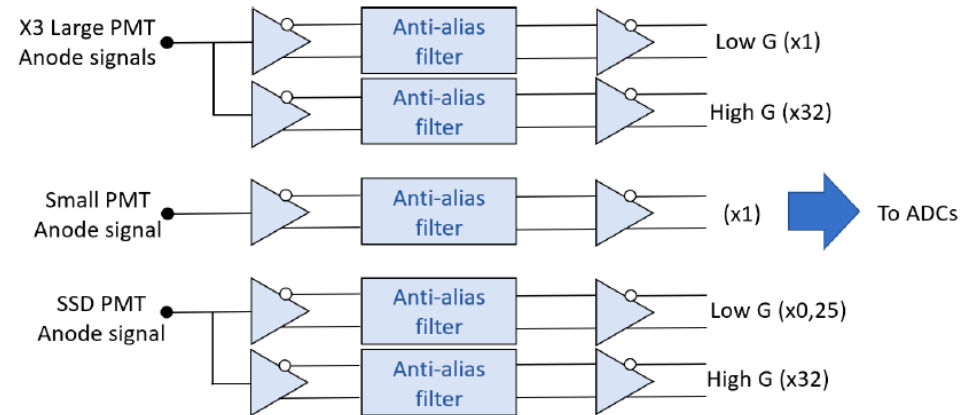 X3 Large PMT
Anode signals
Anti-alias
filter
Low G (x1)
Anti-alias
filter
High G (x32)
Small PMT
Anode signal
Anti-alias
filter
(x1)
To ADCs
SSD PMT
Anode signal
Anti-alias
filter
Low G (x0,25)
Anti-alias
filter
High G (x32)